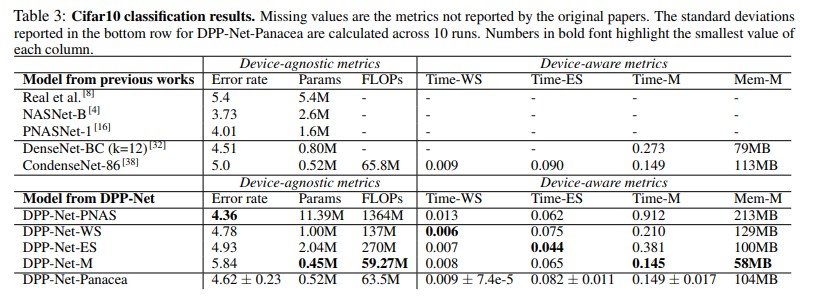 Table 3: Cifar10 classification results. Missing values are the metrics not reported by the original papers. The standard deviations
reported in the bottom row for DPP-Net-Panacea are calculated across 10 runs. Numbers in bold font highlight the smallest value of
each column.
Device-agnostic metrics Device-aware metrics
Model from previous works Error rate Params FLOPs Time-WS Time-ES Time-M Mem-M
Real et al.[8] 5.4 5.4M - - - - -
NASNet-B[4] 3.73 2.6M - - - - -
PNASNet-1[16] 4.01 1.6M - - - - -
DenseNet-BC (k=12)[32] 4.51 0.80M - - - 0.273 79MB
CondenseNet-86[38] 5.0 0.52M 65.8M 0.009 0.090 0.149 113MB
Device-agnostic metrics Device-aware metrics
Model from DPP-Net Error rate Params FLOPs Time-WS Time-ES Time-M Mem-M
DPP-Net-PNAS 4.36 11.39M 1364M 0.013 0.062 0.912 213MB
DPP-Net-WS 4.78 1.00M 137M 0.006 0.075 0.210 129MB
DPP-Net-ES 4.93 2.04M 270M 0.007 0.044 0.381 100MB
DPP-Net-M 5.84 0.45M 59.27M 0.008 0.065 0.145 58MB
DPP-Net-Panacea 4.62 ± 0.23 0.52M 63.5M 0.009 ± 7.4e-5 0.082 ± 0.011 0.149 ± 0.017 104MB